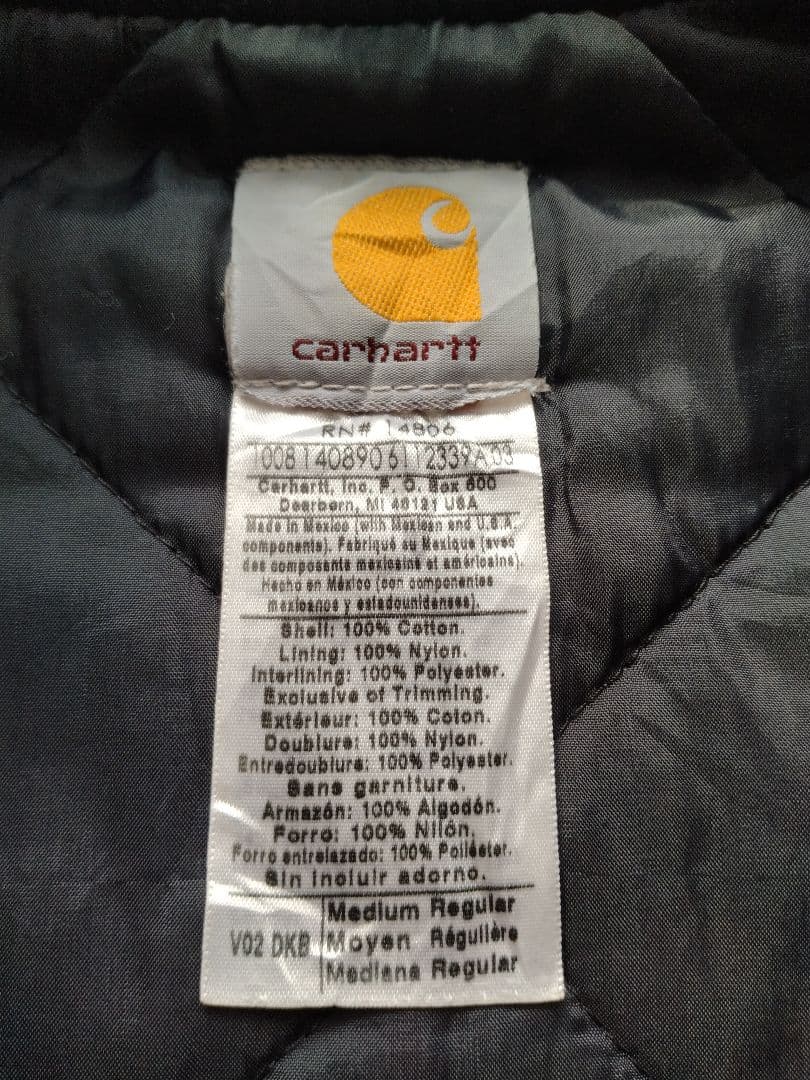 carhartt
RN# 14806
10081408906112339A03
Carhartt, Inc. P. O. Box 600
Dearborn, MI 48121 USA
Made in Mexico (with Mexican and U.S.A.
components). Fabriqué au Mexique (avec
des composants mexicains et américains).
Hecho en México (con componentes
mexicanos y estadounidenses).
Shell: 100% Cotton.
Lining: 100% Nylon.
Interlining: 100% Polyester.
Exclusive of Trimming.
Extérieur: 100% Coton.
Doublure: 100% Nylon.
Entredoublure: 100% Polyester.
Sans garniture.
Armazón: 100% Algodón.
Forro: 100% Nilón.
Forro entrelazado: 100% Poliéster.
Sin incluir adorno.
Medium Regular
V02 DKB Moyen Régulière
Mediana Regular